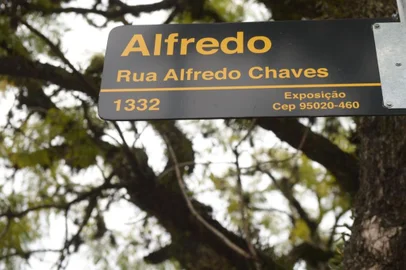 Alfredo
Rua Alfredo Chaves
1332
Exposição
Cep 95020-460